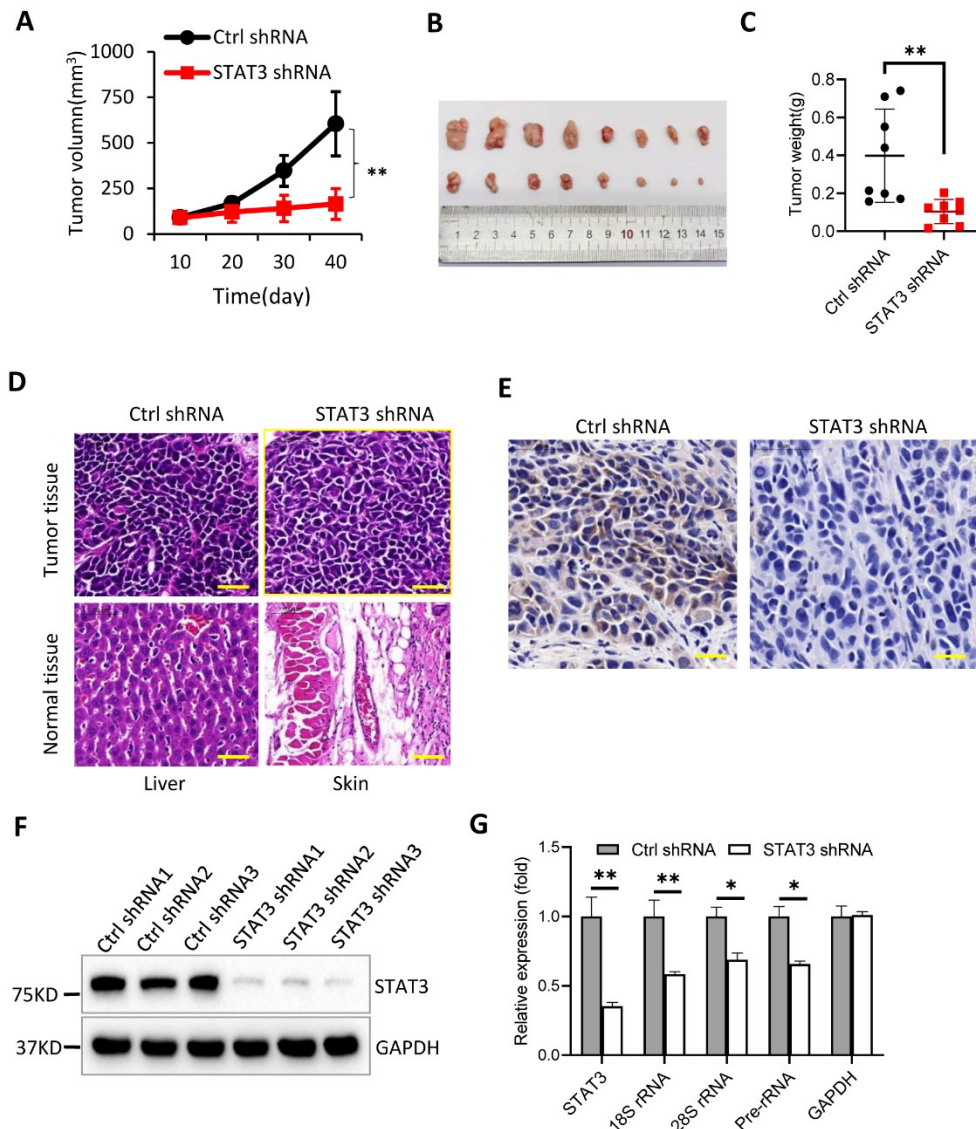 A
Ctrl shRNA
STAT3 shRNA
Tumor volumn(mm³)
1000
750
500
250
0
**
10 20 30 40
Time(day)
B
1 2 3 4 5 6 7 8 9 10 11 12 13 14 15
C
**
Tumor weight(g)
0.8
0.6
0.4
0.2
0.0
Ctrl shRNA
STAT3 shRNA
D
Ctrl shRNA STAT3 shRNA
Tumor tissue
Normal tissue
Liver Skin
E
Ctrl shRNA STAT3 shRNA
F
Ctrl shRNA1
Ctrl shRNA2
Ctrl shRNA3
STAT3 shRNA1
STAT3 shRNA2
STAT3 shRNA3
75KD
STAT3
37KD
GAPDH
G
Ctrl shRNA STAT3 shRNA
Relative expression (fold)
1.5
1.0
0.5
0.0
** ** * *
STAT3
18S rRNA
28S rRNA
Pre-rRNA
GAPDH